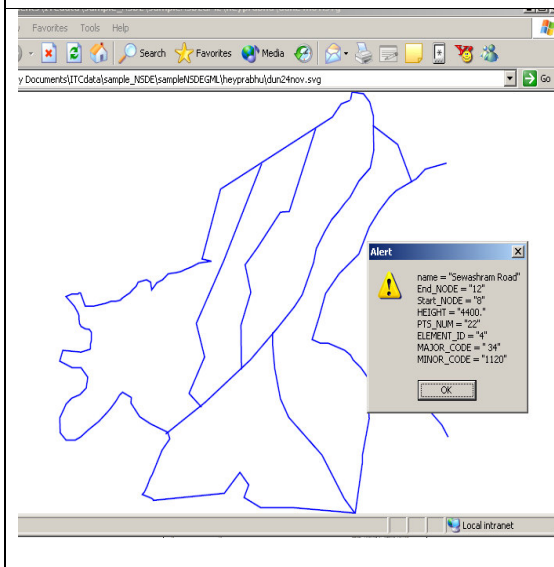 Favorites Tools Help
Search Favorites Media
y Documents\ITCdata\sample_NSDE\sampleNSDEGML\heyprabhu\dun24nov.svg Go
Alert
name = "Sewashram Road"
End_NODE = "12"
Start_NODE = "8"
HEIGHT = "4400."
PTS_NUM = "22"
ELEMENT_ID = "4"
MAJOR_CODE = " 34"
MINOR_CODE = "1120"
OK
Local intranet